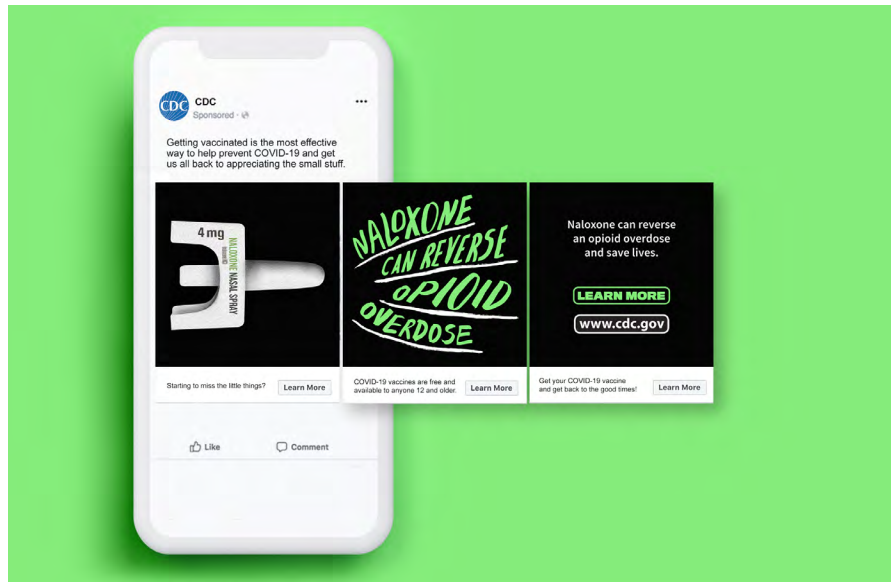 CDC
CDC
Sponsored ·
Getting vaccinated is the most effective
way to help prevent COVID-19 and get
us all back to appreciating the small stuff.
4 mg
NALOXONE NASAL SPRAY
NALOXONE
CAN REVERSE
OPIOID
OVERDOSE
Naloxone can reverse
an opioid overdose
and save lives.
LEARN MORE
www.cdc.gov
Starting to miss the little things?
Learn More
COVID-19 vaccines are free and
available to anyone 12 and older.
Learn More
Get your COVID-19 vaccine
and get back to the good times!
Learn More
Like
Comment